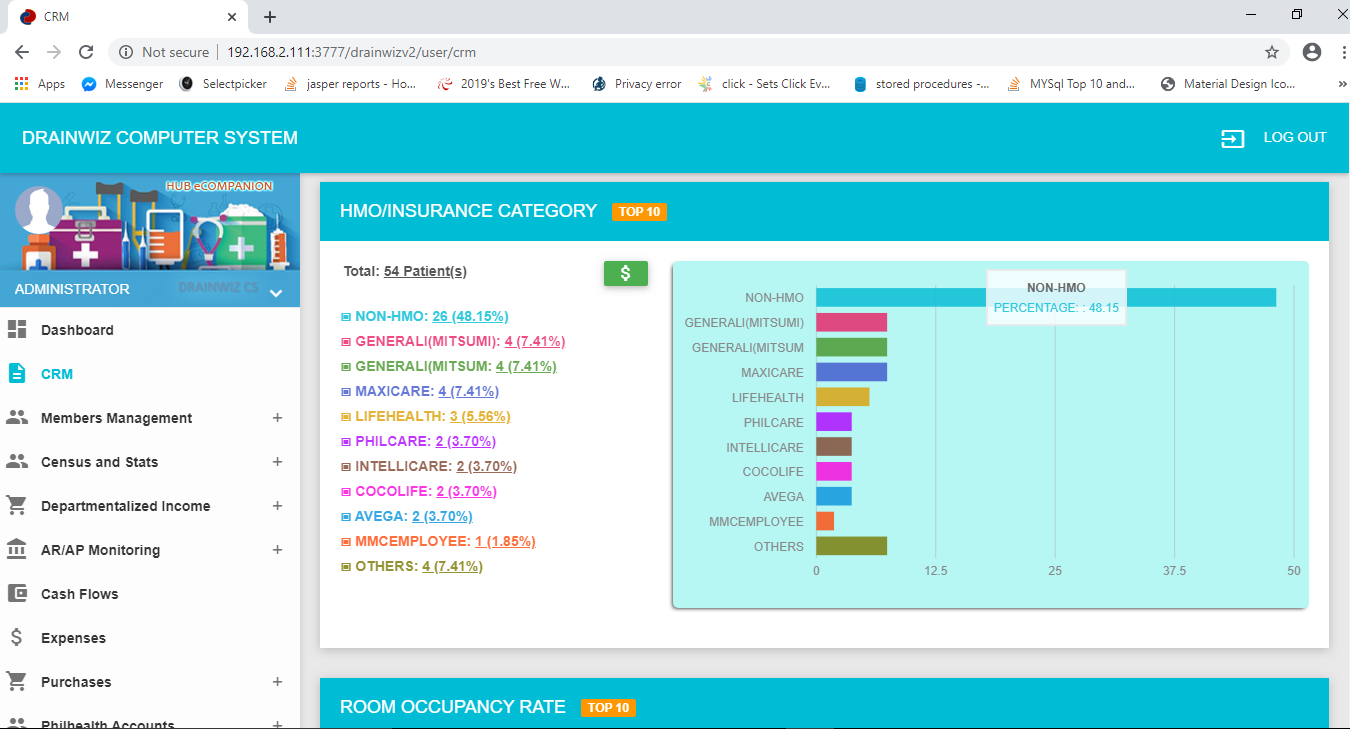 CRM
Not secure
192.168.2.111:3777/drainwizv2/user/crm
Apps
Messenger
Selectpicker
jasper reports - Ho...
2019's Best Free W...
Privacy error
click - Sets Click Ev...
stored procedures -...
MYSql Top 10 and...
Material Design Ico...
»
DRAINWIZ COMPUTER SYSTEM
LOG OUT
HUB eCOMPANION
ADMINISTRATOR
DRAINWIZ CS
Dashboard
CRM
Members Management +
Census and Stats +
Departmentalized Income +
AR/AP Monitoring +
Cash Flows
$ Expenses
Purchases +
Philhealth Accounts +
HMO/INSURANCE CATEGORY
TOP 10
Total: 54 Patient(s)
$
NON-HMO: 26 (48.15%)
GENERALI(MITSUMI): 4 (7.41%)
GENERALI(MITSUM: 4 (7.41%)
MAXICARE: 4 (7.41%)
LIFEHEALTH: 3 (5.56%)
PHILCARE: 2 (3.70%)
INTELLICARE: 2 (3.70%)
COCOLIFE: 2 (3.70%)
AVEGA: 2 (3.70%)
MMCEMPLOYEE: 1 (1.85%)
OTHERS: 4 (7.41%)
NON-HMO
GENERALI(MITSUMI)
GENERALI(MITSUM
MAXICARE
LIFEHEALTH
PHILCARE
INTELLICARE
COCOLIFE
AVEGA
MMCEMPLOYEE
OTHERS
NON-HMO
PERCENTAGE: : 48.15
0 12.5 25 37.5 50
ROOM OCCUPANCY RATE
TOP 10